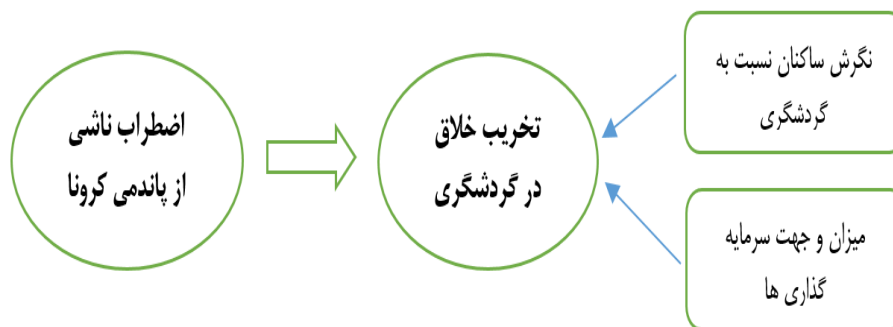 اضطراب ناشی
از پاندمی کرونا
تخریب خلاق
در گردشگری
نگرش ساکنان نسبت به
گردشگری
میزان و جهت سرمایه
گذاری ها